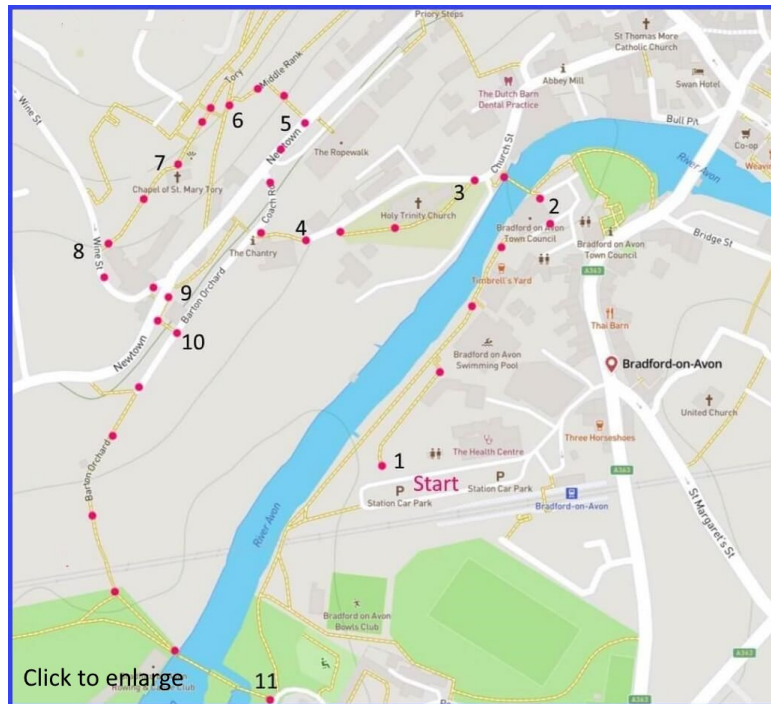 Priory Steps
St Thomas More
Catholic Church
Abbey Mill
Swan Hotel
The Dutch Barn
Dental Practice
Tory
Middle Rank
Wine St
6
5
Newtown
The Ropewalk
Church St
Bull Pit
Co-op
River Avon
7
Chapel of St. Mary Tory
3
Holy Trinity Church
2
Bradford on Avon
Town Council
Bradford on Avon
Town Council
Coach Rd
4
The Chantry
8
Wine St
Bridge St
A363
Timbrell's Yard
9
Barton Orchard
10
Newtown
Thai Barn
Bradford on Avon
Swimming Pool
Bradford-on-Avon
United Church
Three Horseshoes
1
The Health Centre
Start
A363
Station Car Park
Station Car Park
Bradford-on-Avon
St Margaret's St
Barton Orchard
River Avon
Bradford on Avon
Bowls Club
A363
Click to enlarge
Rowing &
Club
11